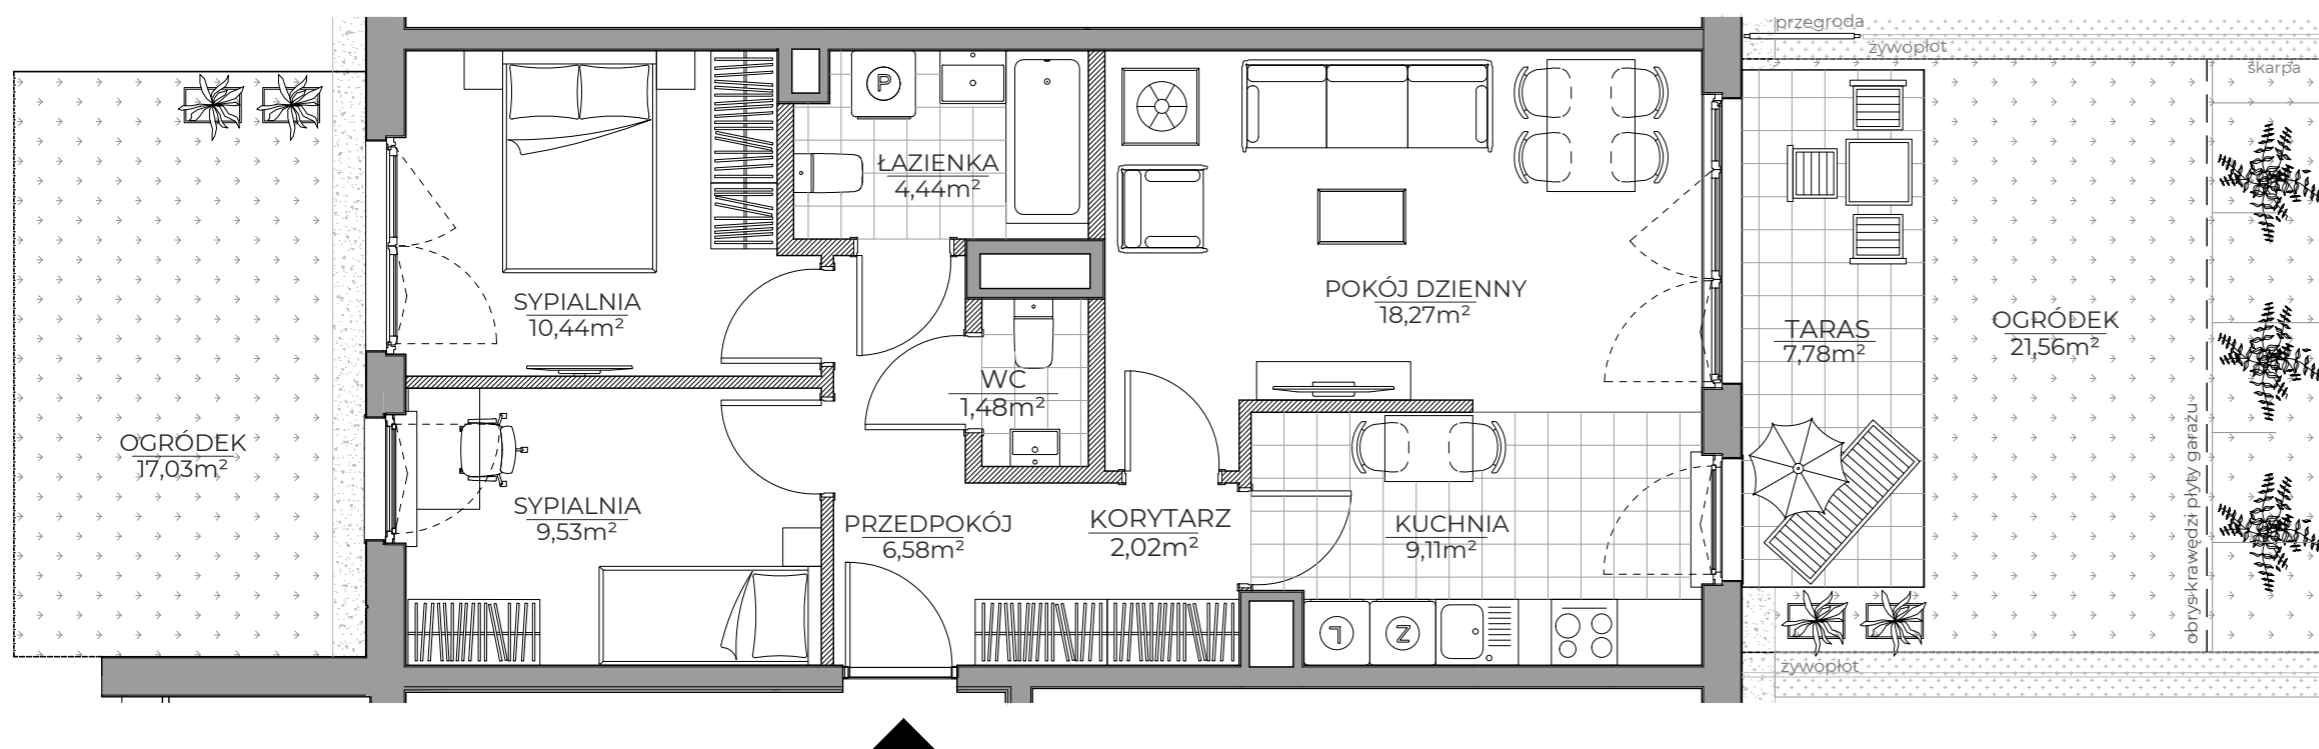 przegroda
żywopłot
skarpa
P
ŁAZIENKA
4,44m²
SYPIALNIA
10,44m²
POKÓJ DZIENNY
18,27m²
TARAS
7,78m²
OGRÓDEK
21,56m²
WC
1,48m²
OGRÓDEK
17,03m²
SYPIALNIA
9,53m²
PRZEDPOKÓJ
6,58m²
KORYTARZ
2,02m²
KUCHNIA
9,11m²
obrys krawędzi płyty garażu
L
Z
żywopłot